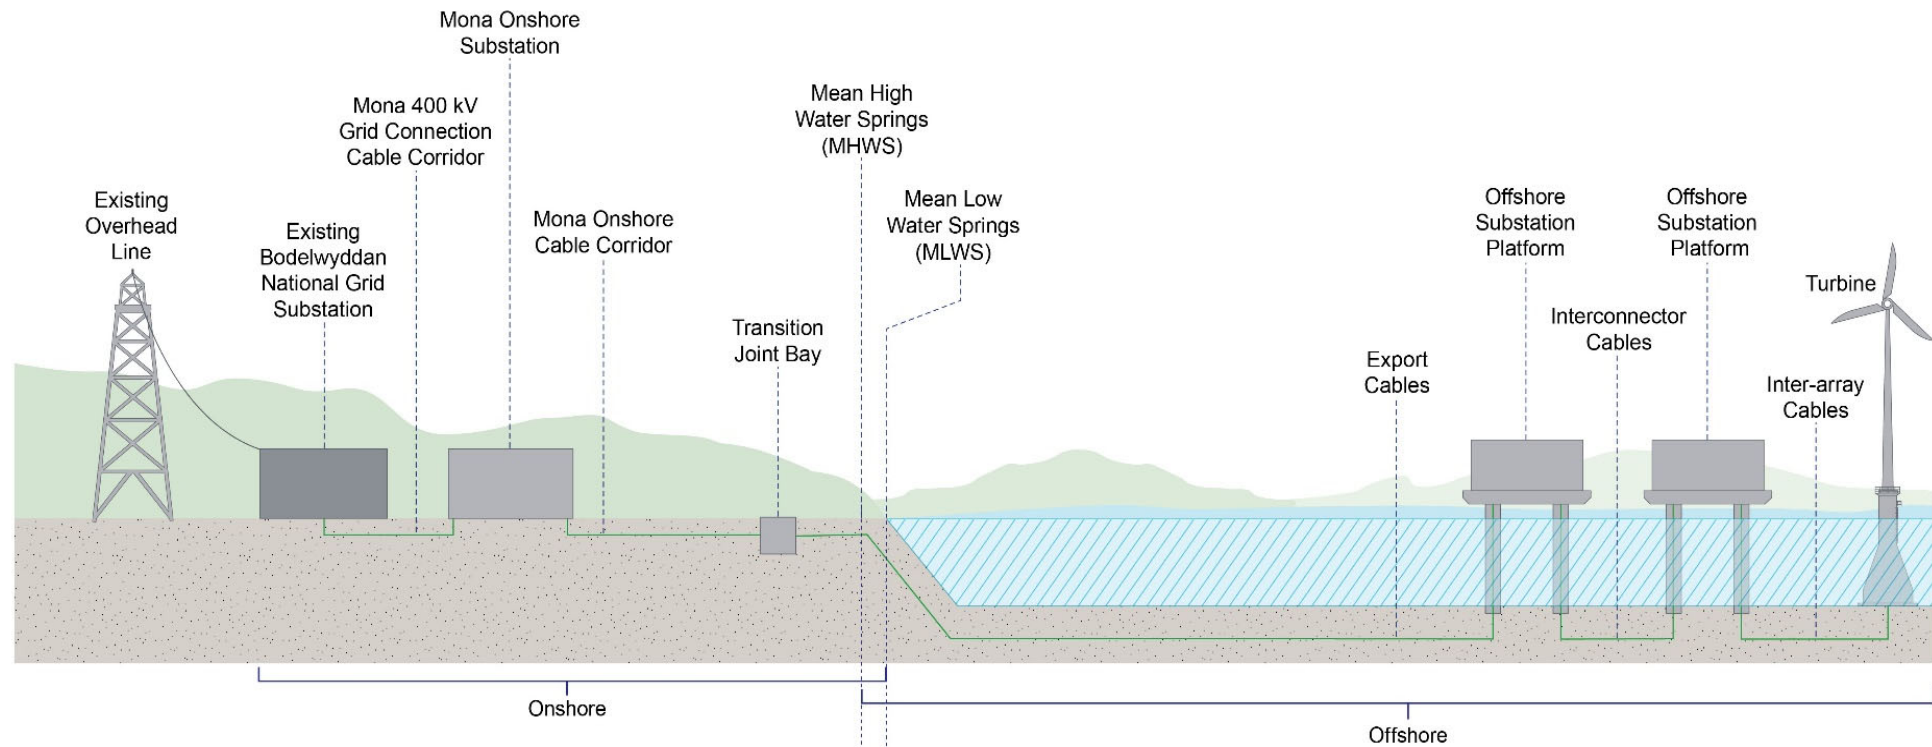 Mona Onshore
Substation
Mona 400 kV
Grid Connection
Cable Corridor
Mean High
Water Springs
(MHWS)
Existing
Overhead
Line
Existing
Bodelwyddan
National Grid
Substation
Mona Onshore
Cable Corridor
Mean Low
Water Springs
(MLWS)
Offshore
Substation
Platform
Offshore
Substation
Platform
Turbine
Transition
Joint Bay
Interconnector
Cables
Export
Cables
Inter-array
Cables
Onshore
Offshore